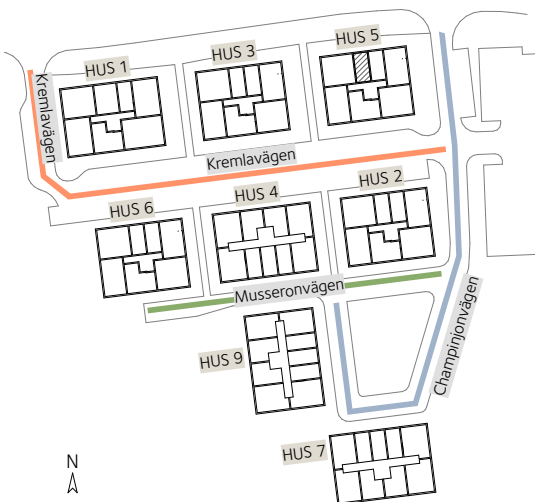 HUS 5
HUS 3
HUS 1
Kremlavägen
Kremlavägen
HUS 2
HUS 4
HUS 6
Musseronvägen
Champinjonvägen
HUS 9
HUS 7
N